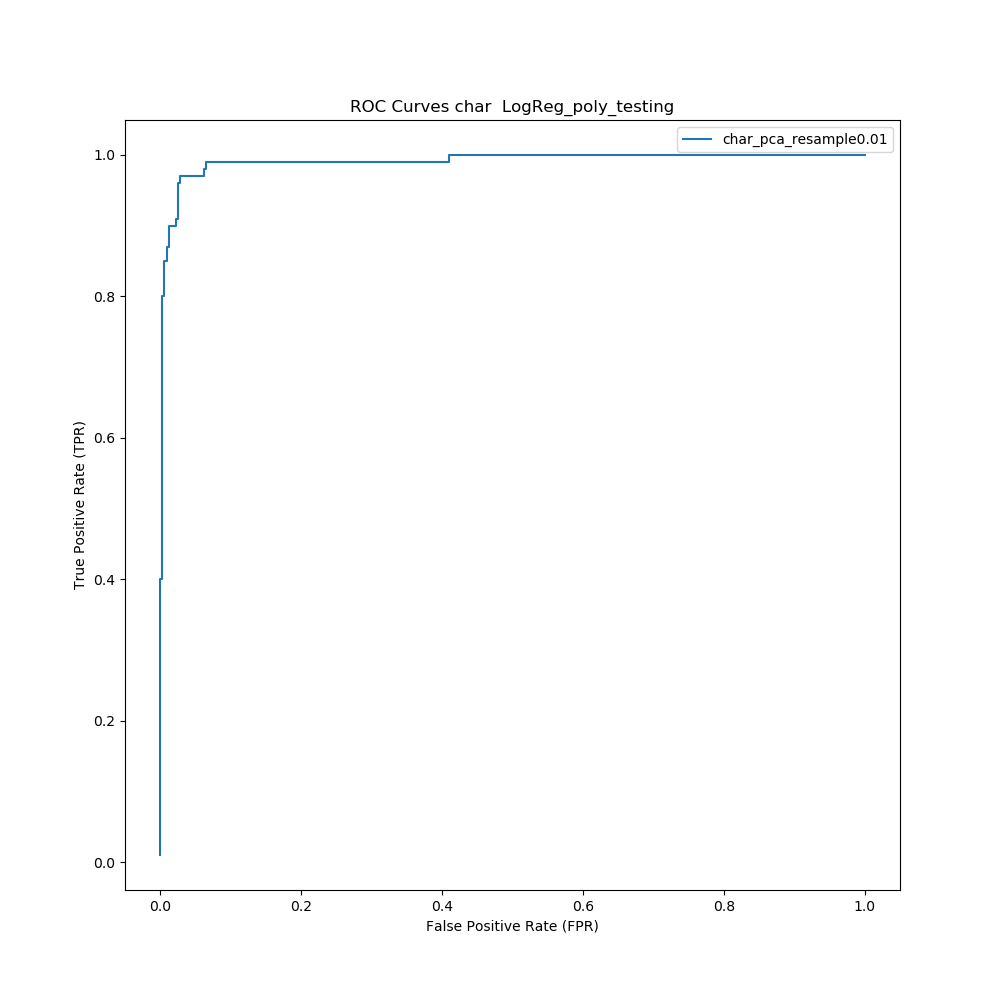 ROC Curves char  LogReg_poly_testing
char_pca_resample0.01
1.0
0.8
0.6
0.4
0.2
0.0
True Positive Rate (TPR)
0.0 0.2 0.4 0.6 0.8 1.0
False Positive Rate (FPR)